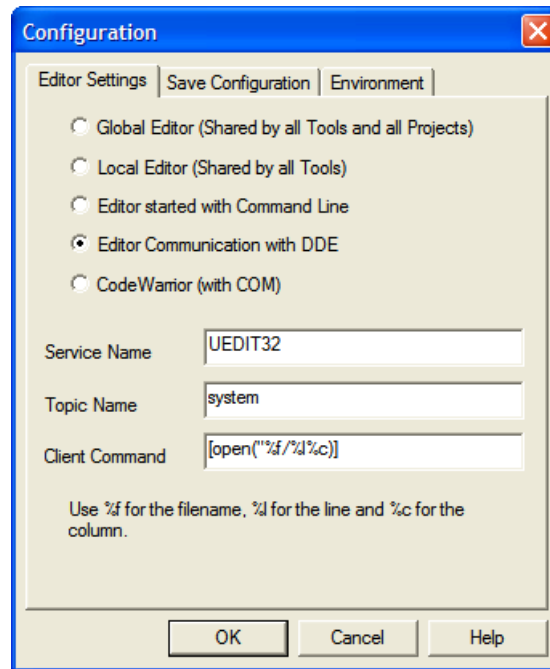 Configuration
Editor Settings
Save Configuration
Environment
Global Editor (Shared by all Tools and all Projects)
Local Editor (Shared by all Tools)
Editor started with Command Line
Editor Communication with DDE
CodeWarrior (with COM)
Service Name
UEDIT32
Topic Name
system
Client Command
[open("%f/%l%c)]
Use %f for the filename, %l for the line and %c for the
column.
OK
Cancel
Help